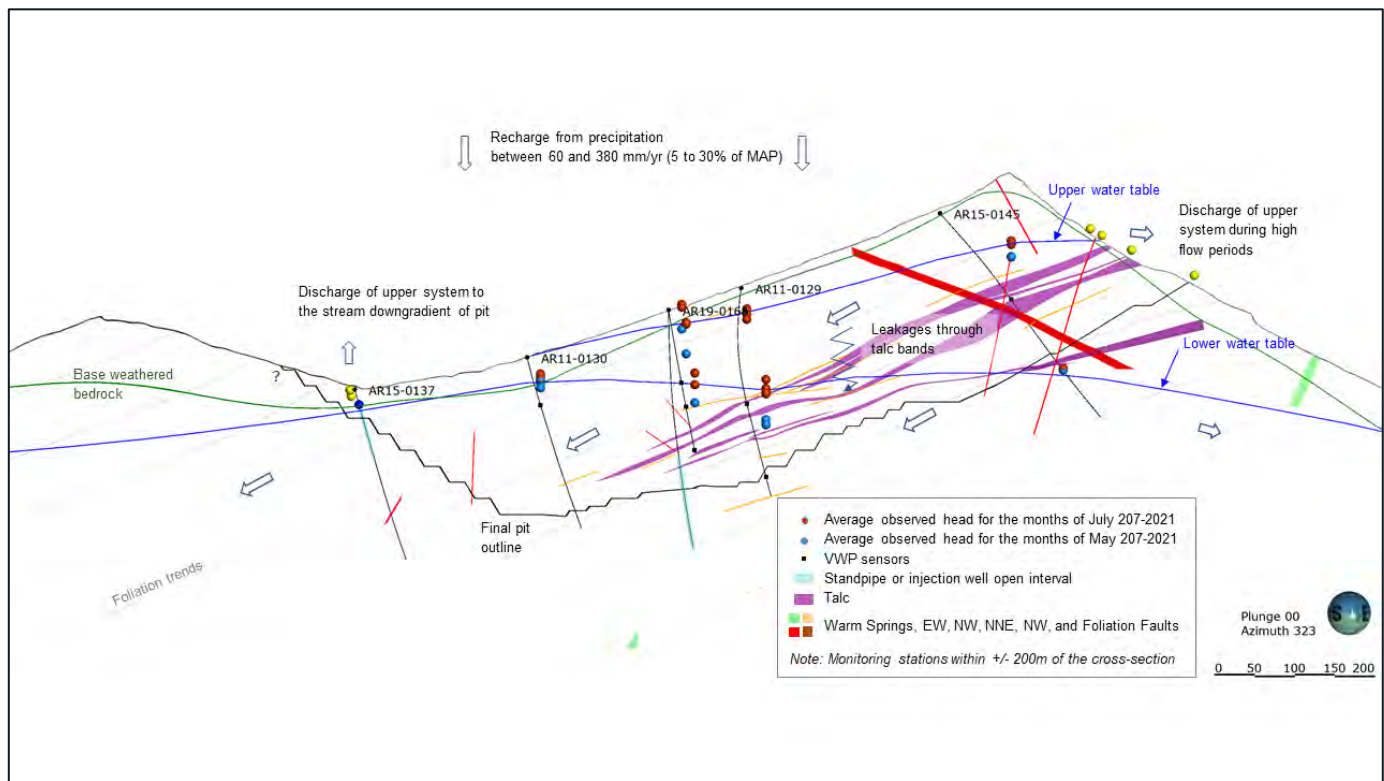 Recharge from precipitation
between 60 and 380 mm/yr (5 to 30% of MAP)
Upper water table
AR15-0145
Discharge of upper
system during high
flow periods
Discharge of upper system to
the stream downgradient of pit
AR11-0129
AR19-016
Leakages through
talc bands
Lower water table
AR11-0130
Base weathered
bedrock
?
AR15-0137
Final pit
outline
Foliation trends
Average observed head for the months of July 207-2021
Average observed head for the months of May 207-2021
VWP sensors
Standpipe or injection well open interval
Talc
Warm Springs, EW, NW, NNE, NW, and Foliation Faults
Note: Monitoring stations within +/- 200m of the cross-section
Plunge 00
Azimuth 323
S E
0 50 100 150 200